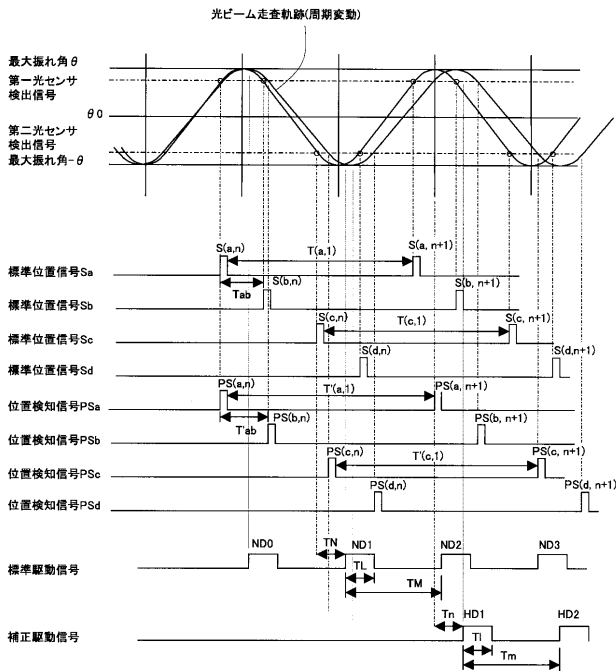 光ビーム走査軌跡(周期変動)
最大振れ角θ
第一光センサ
検出信号
θ0
第二光センサ
検出信号
最大振れ角-θ
S(a,n) T(a,1) S(a, n+1)
標準位置信号Sa
Tab S(b,n) S(b, n+1)
標準位置信号Sb
S(c,n) T(c,1) S(c, n+1)
標準位置信号Sc
S(d,n) S(d,n+1)
標準位置信号Sd
PS(a,n) T'(a,1) PS(a, n+1)
位置検知信号PSa
T'ab PS(b,n) PS(b, n+1)
位置検知信号PSb
PS(c,n) T'(c,1) PS(c, n+1)
位置検知信号PSc
PS(d,n) PS(d, n+1)
位置検知信号PSd
ND0 TN ND1 ND2 ND3
標準駆動信号
TL
TM
Tn HD1 HD2
補正駆動信号
Tl
Tm